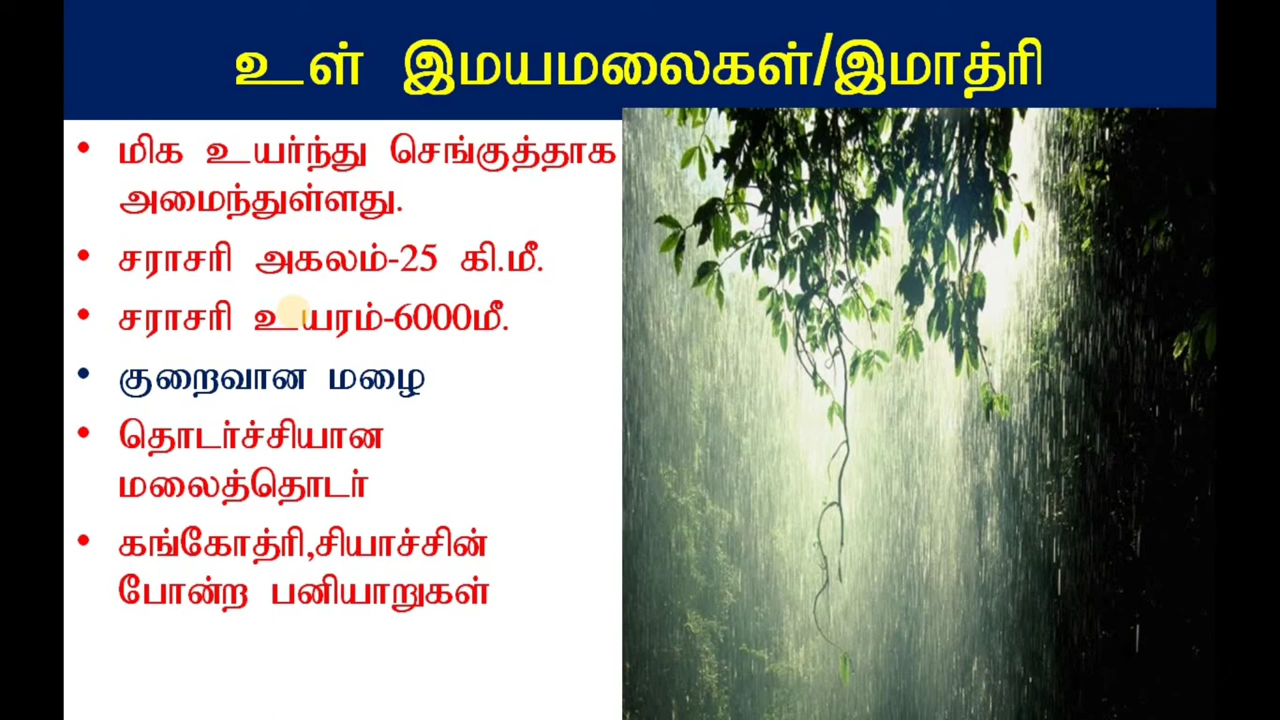 உள் இமயமலைகள்/இமாத்ரி
• மிக உயர்ந்து செங்குத்தாக
அமைந்துள்ளது.
• சராசரி அகலம்-25 கி.மீ.
• சராசரி உயரம்-6000மீ.
• குறைவான மழை
• தொடர்ச்சியான
மலைத்தொடர்
• கங்கோத்ரி,சியாச்சின்
போன்ற பனியாறுகள்